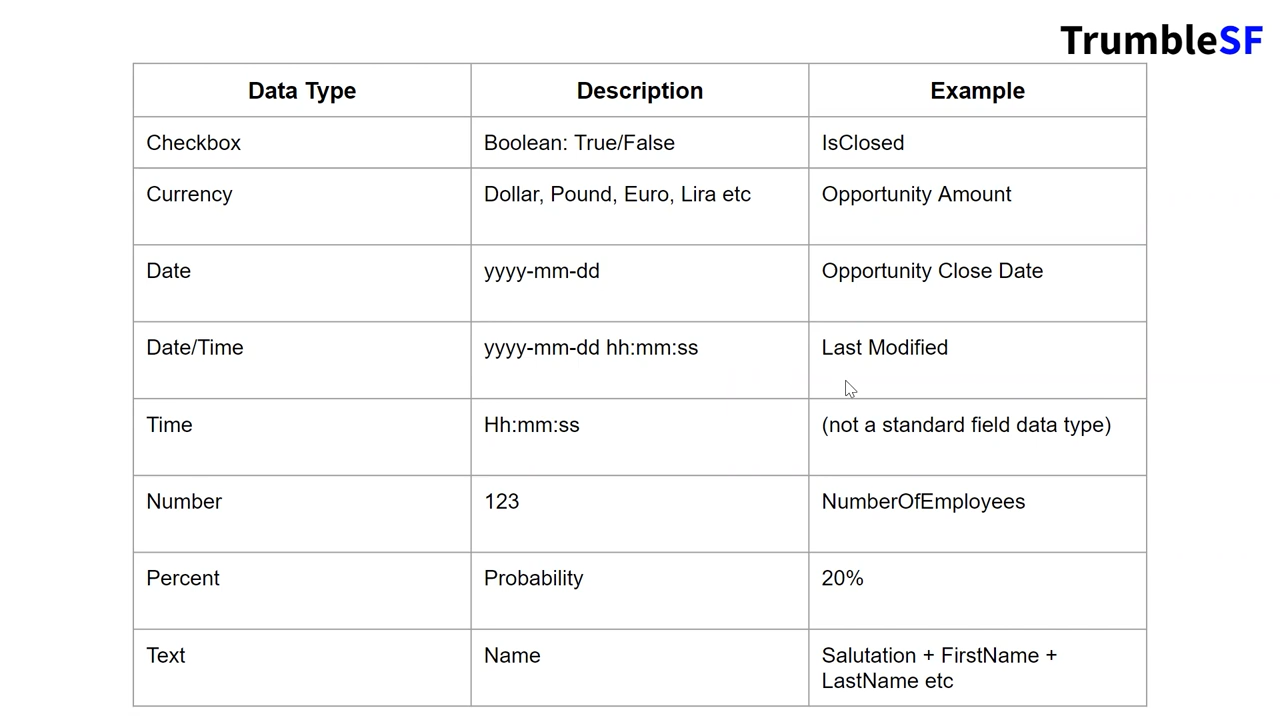 TrumbleSF
Data Type Description Example
Checkbox Boolean: True/False IsClosed
Currency Dollar, Pound, Euro, Lira etc Opportunity Amount
Date yyyy-mm-dd Opportunity Close Date
Date/Time yyyy-mm-dd hh:mm:ss Last Modified
Time Hh:mm:ss (not a standard field data type)
Number 123 NumberOfEmployees
Percent Probability 20%
Text Name Salutation + FirstName +
LastName etc